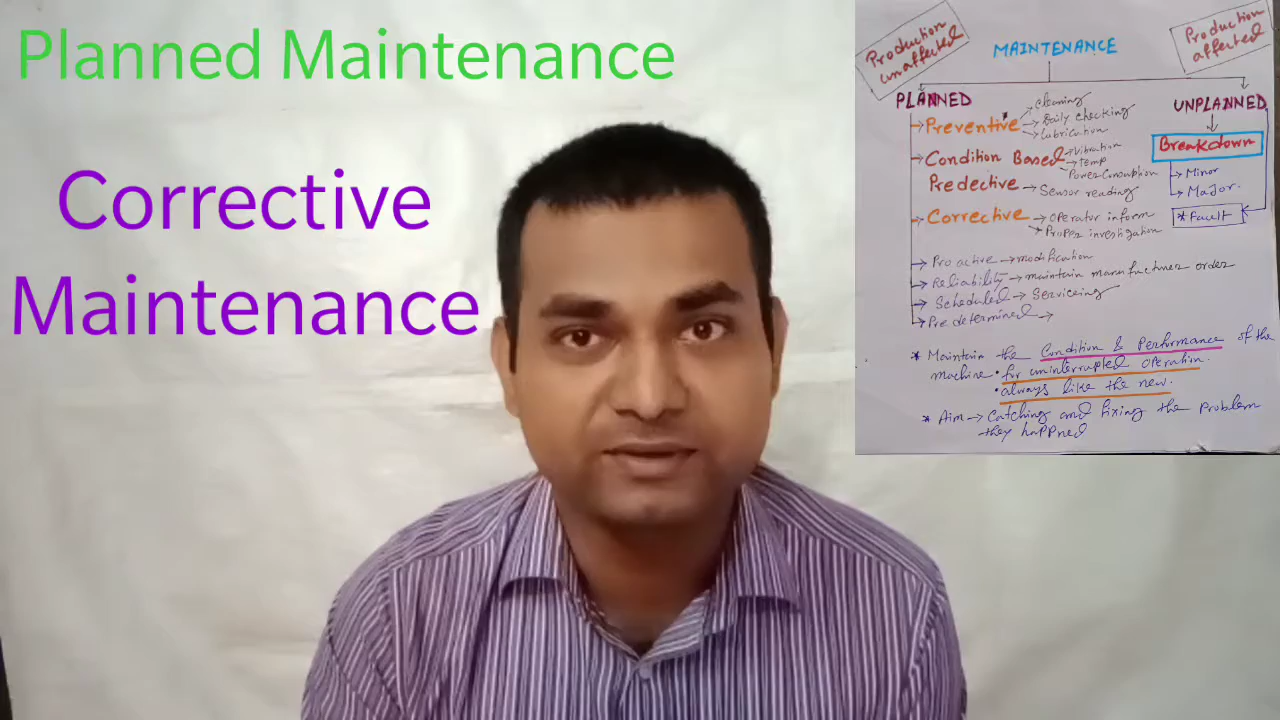 Planned Maintenance
Corrective
Maintenance
Production
unaffected
MAINTENANCE
Production
affected
PLANNED
UNPLANNED
Preventive
cleaning
Daily checking
Lubrication
Breakdown
Minor
Major.
*Fault
Condition Based
Vibration
Temp
Power Consuption
Predective
Sensor reading
Corrective
operator inform
Proper investigation
Pro active → modification
Reliability → maintain manufacturer order
Scheduled → Servicing
Pre determined →
* Maintain the Condition & Performance of the
machine • for uninterrupted operation.
• always like the new.
* Aim → Catching and fixing the Problem
they happned